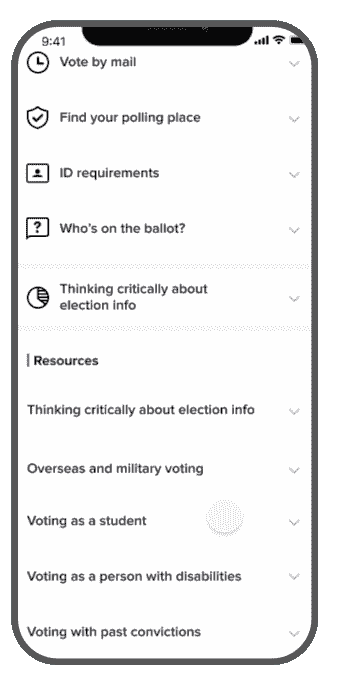 9:41
Vote by mail
Find your polling place
ID requirements
Who's on the ballot?
Thinking critically about
election info
Resources
Thinking critically about election info
Overseas and military voting
Voting as a student
Voting as a person with disabilities
Voting with past convictions